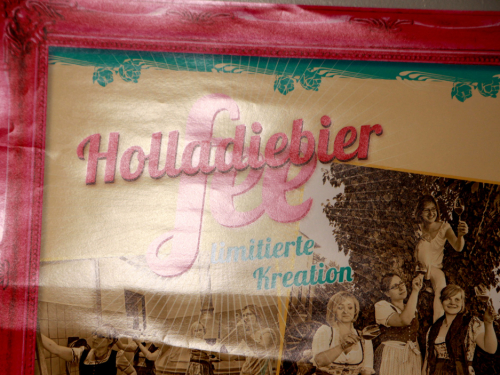 Holladiebier
fee
limitierte
Kreation